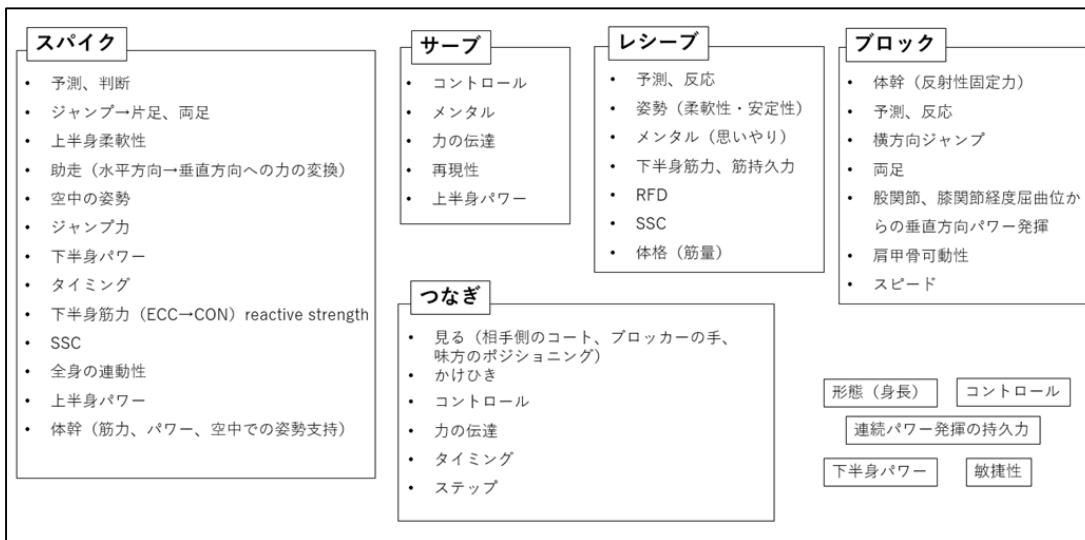 スパイク
・ 予測、判断
・ ジャンプ→片足、両足
・ 上半身柔軟性
・ 助走（水平方向→垂直方向への力の変換）
・ 空中の姿勢
・ ジャンプ力
・ 下半身パワー
・ タイミング
・ 下半身筋力（ECC→CON）reactive strength
・ SSC
・ 全身の連動性
・ 上半身パワー
・ 体幹（筋力、パワー、空中での姿勢支持）
サーブ
・ コントロール
・ メンタル
・ 力の伝達
・ 再現性
・ 上半身パワー
レシーブ
・ 予測、反応
・ 姿勢（柔軟性・安定性）
・ メンタル（思いやり）
・ 下半身筋力、筋持久力
・ RFD
・ SSC
・ 体格（筋量）
ブロック
・ 体幹（反射性固定力）
・ 予測、反応
・ 横方向ジャンプ
・ 両足
・ 股関節、膝関節経度屈曲位か
らの垂直方向パワー発揮
・ 肩甲骨可動性
・ スピード
つなぎ
・ 見る（相手側のコート、ブロッカーの手、
味方のポジショニング）
・ かけひき
・ コントロール
・ 力の伝達
・ タイミング
・ ステップ
形態（身長）
コントロール
連続パワー発揮の持久力
下半身パワー
敏捷性